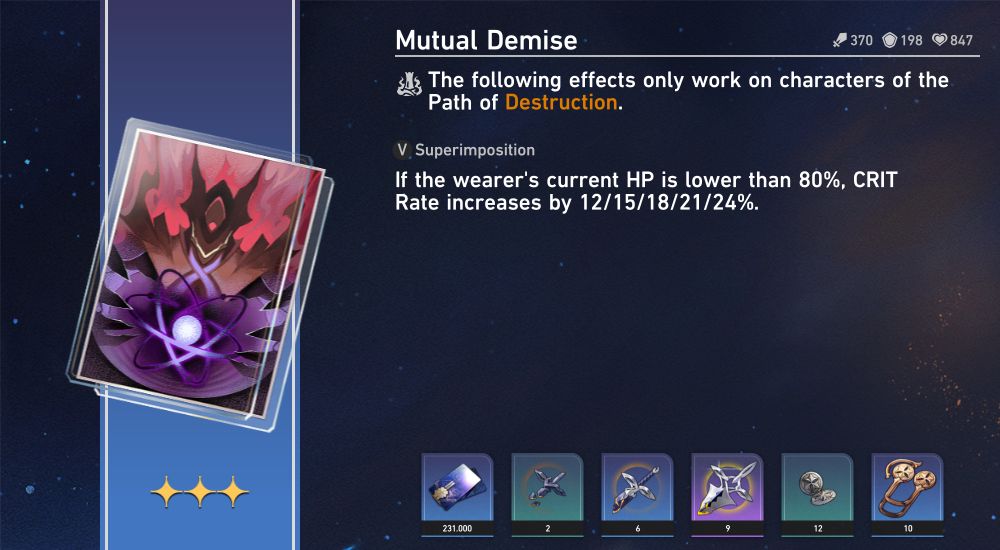 Mutual Demise
370 198 847
The following effects only work on characters of the
Path of Destruction.
V Superimposition
If the wearer's current HP is lower than 80%, CRIT
Rate increases by 12/15/18/21/24%.
231.000 2 6 9 12 10